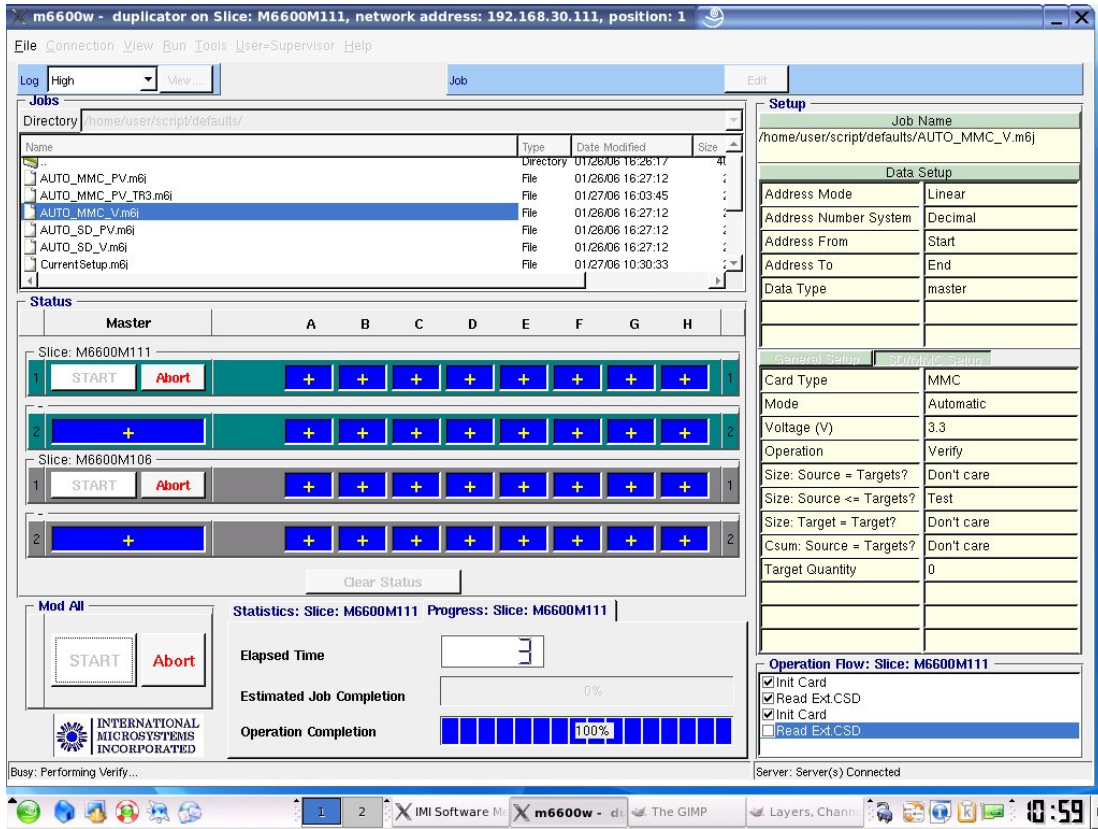 m6600w - duplicator on Slice: M6600M111, network address: 192.168.30.111, position: 1
File Connection View Run Tools User=Supervisor Help
Log High View.... Job Edit
Jobs
Directory /home/user/script/defaults/
Name Type Date Modified Size
.. Directory 01/26/06 16:26:17
AUTO_MMC_PV.m6j File 01/26/06 16:27:12
AUTO_MMC_PV_TR3.m6j File 01/27/06 16:03:45
AUTO_MMC_V.m6j File 01/26/06 16:27:12
AUTO_SD_PV.m6j File 01/26/06 16:27:12
AUTO_SD_V.m6j File 01/26/06 16:27:12
CurrentSetup.m6j File 01/27/06 10:30:33
Status
Master A B C D E F G H
Slice: M6600M111
1 START Abort + + + + + + + + 1
-
2 + + + + + + + + + 2
Slice: M6600M106
1 START Abort + + + + + + + + 1
-
2 + + + + + + + + + 2
Clear Status
Mod All
START Abort
INTERNATIONAL
MICROSYSTEMS
INCORPORATED
Statistics: Slice: M6600M111 Progress: Slice: M6600M111
Elapsed Time 3
Estimated Job Completion 0%
Operation Completion 100%
Setup
Job Name
/home/user/script/defaults/AUTO_MMC_V.m6j
Data Setup
Address Mode Linear
Address Number System Decimal
Address From Start
Address To End
Data Type master
General Setup SD/MMC Setup
Card Type MMC
Mode Automatic
Voltage (V) 3.3
Operation Verify
Size: Source = Targets? Don't care
Size: Source <= Targets? Test
Size: Target = Target? Don't care
Csum: Source = Targets? Don't care
Target Quantity 0
Operation Flow: Slice: M6600M111
Init Card
Read Ext.CSD
Init Card
Read Ext.CSD
Busy: Performing Verify... Server: Server(s) Connected
1 2 IMI Software m6600w - du The GIMP Layers, Chann 10:59